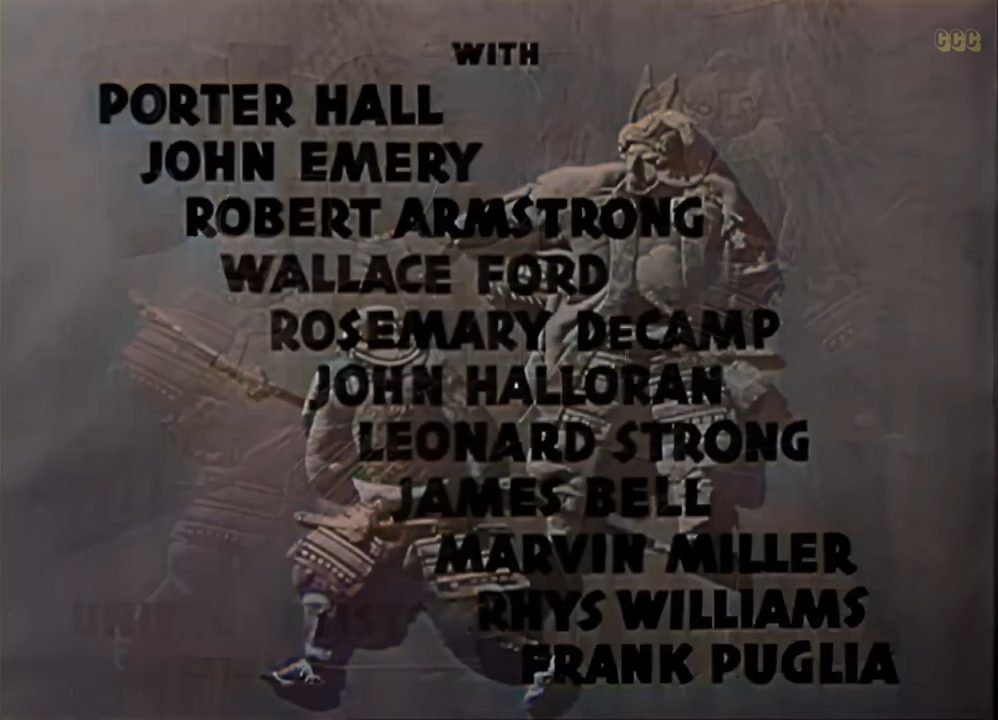 CCC
WITH
PORTER HALL
JOHN EMERY
ROBERT ARMSTRONG
WALLACE FORD
ROSEMARY DeCAMP
JOHN HALLORAN
LEONARD STRONG
JAMES BELL
MARVIN MILLER
RHYS WILLIAMS
FRANK PUGLIA